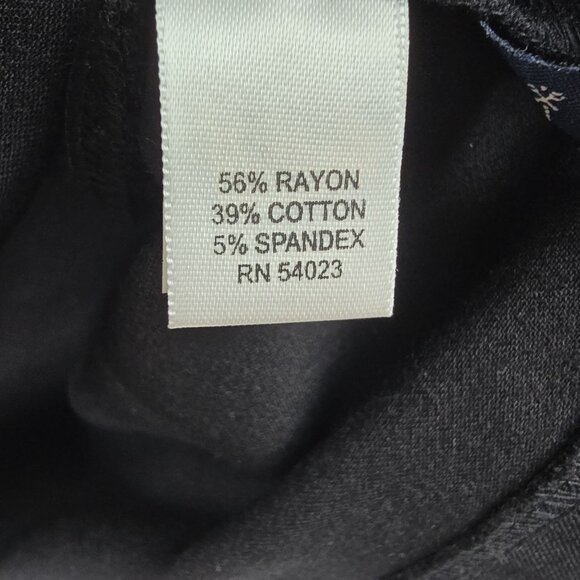 56% RAYON
39% COTTON
5% SPANDEX
RN 54023